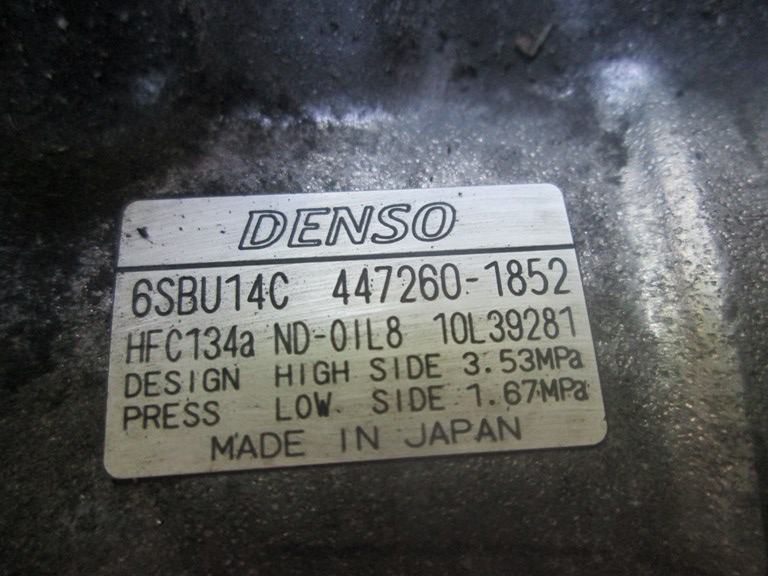 DENSO
6SBU14C 447260-1852
HFC134a ND-OIL8 10L39281
DESIGN HIGH SIDE 3.53MPa
PRESS LOW. SIDE 1.67MPa
MADE IN JAPAN